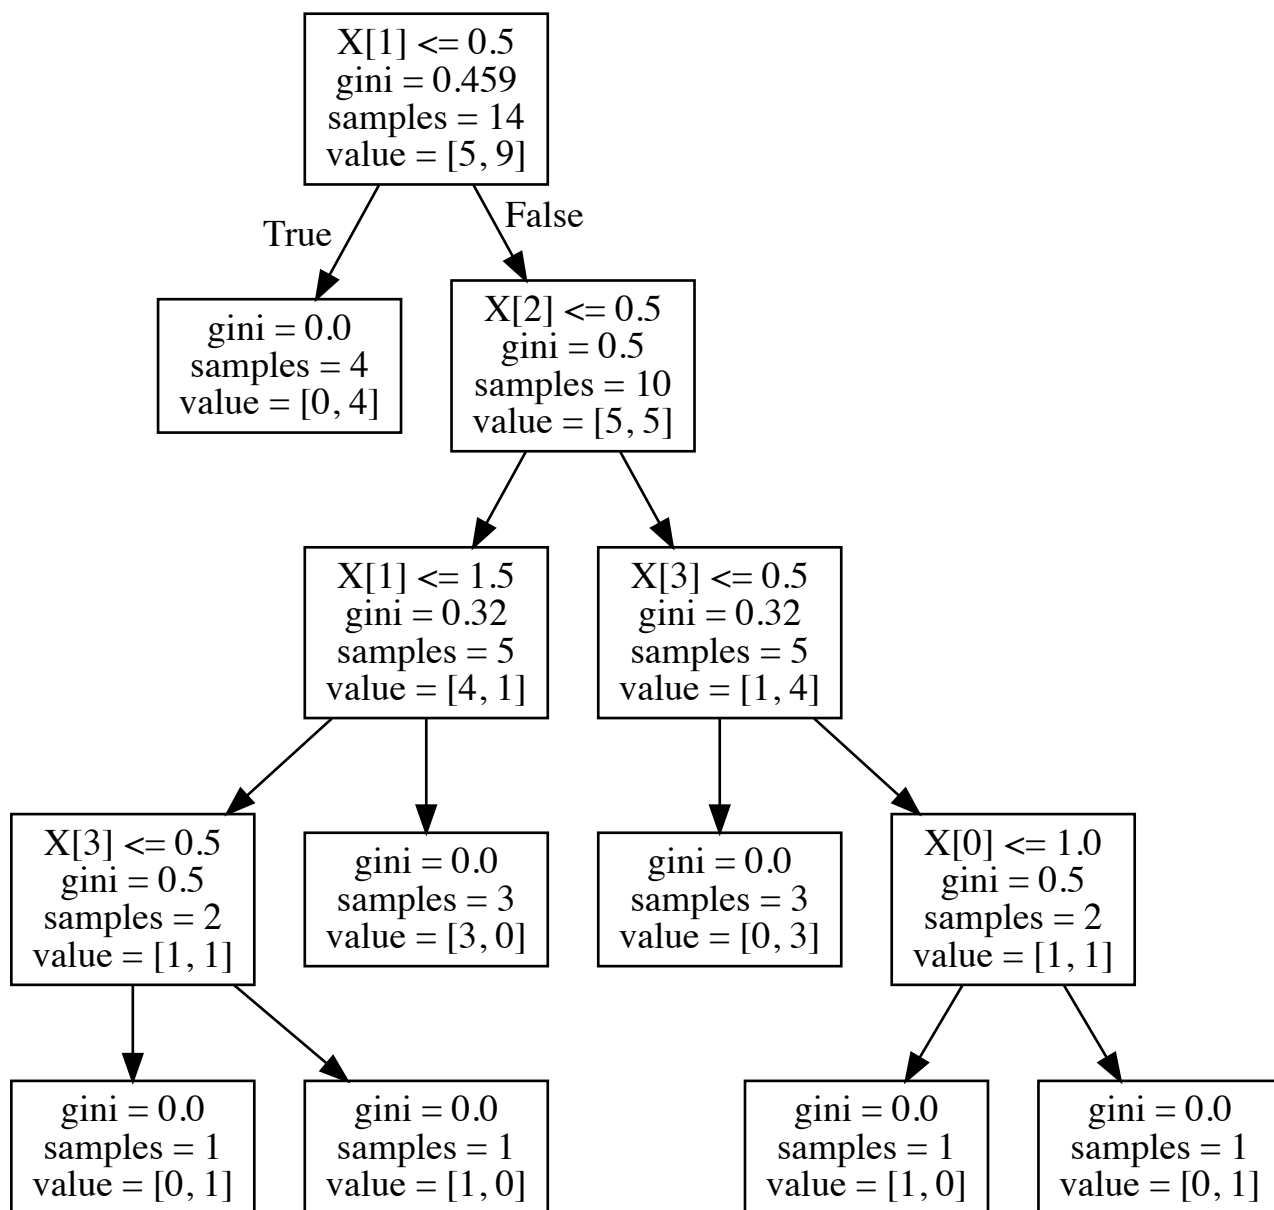 X[1] <= 0.5
gini = 0.459
samples = 14
value = [5, 9]
True
False
gini = 0.0
samples = 4
value = [0, 4]
X[2] <= 0.5
gini = 0.5
samples = 10
value = [5, 5]
X[1] <= 1.5
gini = 0.32
samples = 5
value = [4, 1]
X[3] <= 0.5
gini = 0.32
samples = 5
value = [1, 4]
X[3] <= 0.5
gini = 0.5
samples = 2
value = [1, 1]
gini = 0.0
samples = 3
value = [3, 0]
gini = 0.0
samples = 3
value = [0, 3]
X[0] <= 1.0
gini = 0.5
samples = 2
value = [1, 1]
gini = 0.0
samples = 1
value = [0, 1]
gini = 0.0
samples = 1
value = [1, 0]
gini = 0.0
samples = 1
value = [1, 0]
gini = 0.0
samples = 1
value = [0, 1]